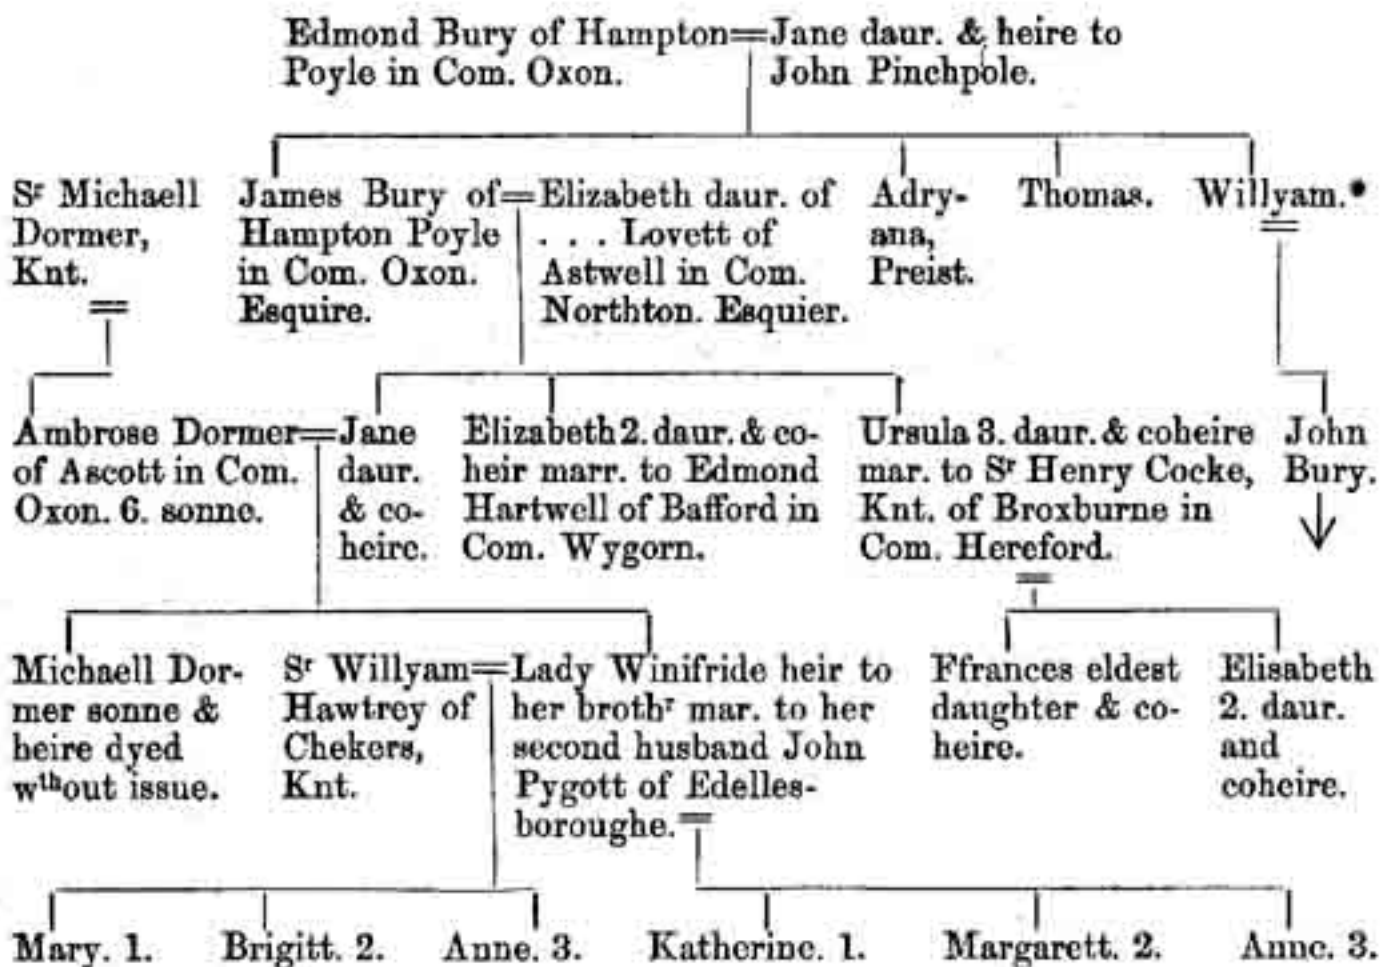 Edmond Bury of Hampton=Jane daur. & heire to
Poyle in Com. Oxon.
John Pinchpole.
Sr Michaell
Dormer,
Knt.
James Bury of=Elizabeth daur. of
Hampton Poyle
in Com. Oxon.
Esquire.
. . . Lovett of
Astwell in Com.
Northton. Esquier.
Adry-
ana,
Preist.
Thomas.
Willyam.*
Ambrose Dormer=Jane
of Ascott in Com.
Oxon. 6. sonne.
daur.
& co-
heire.
Elizabeth 2. daur. & co-
heir marr. to Edmond
Hartwell of Bafford in
Com. Wygorn.
Ursula 3. daur. & coheire
mar. to Sr Henry Cocke,
Knt. of Broxburne in
Com. Hereford.
John
Bury.
Michaell Dor-
mer sonne &
heire dyed
wthout issue.
Sr Willyam=Lady Winifride heir to
Hawtrey of
Chekers,
Knt.
her brothr mar. to her
second husband John
Pygott of Edelles-
boroughe.
Ffrances eldest
daughter & co-
heire.
Elisabeth
2. daur.
and
coheire.
Mary. 1.
Brigitt. 2.
Anne. 3.
Katherine. 1.
Margarett. 2.
Anne. 3.